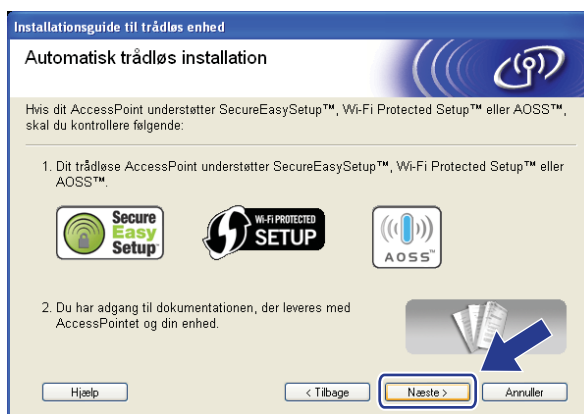 Installationsguide til trådløs enhed
Automatisk trådløs installation
Hvis dit AccessPoint understøtter SecureEasySetup™, Wi-Fi Protected Setup™ eller AOSS™,
skal du kontrollere følgende:
1. Dit trådløse AccessPoint understøtter SecureEasySetup™, Wi-Fi Protected Setup™ eller
AOSS™.
Secure
Easy
Setup™
WI-FI PROTECTED
SETUP
AOSS™
2. Du har adgang til dokumentationen, der leveres med
AccessPointet og din enhed.
Hjælp
< Tilbage
Næste >
Annuller